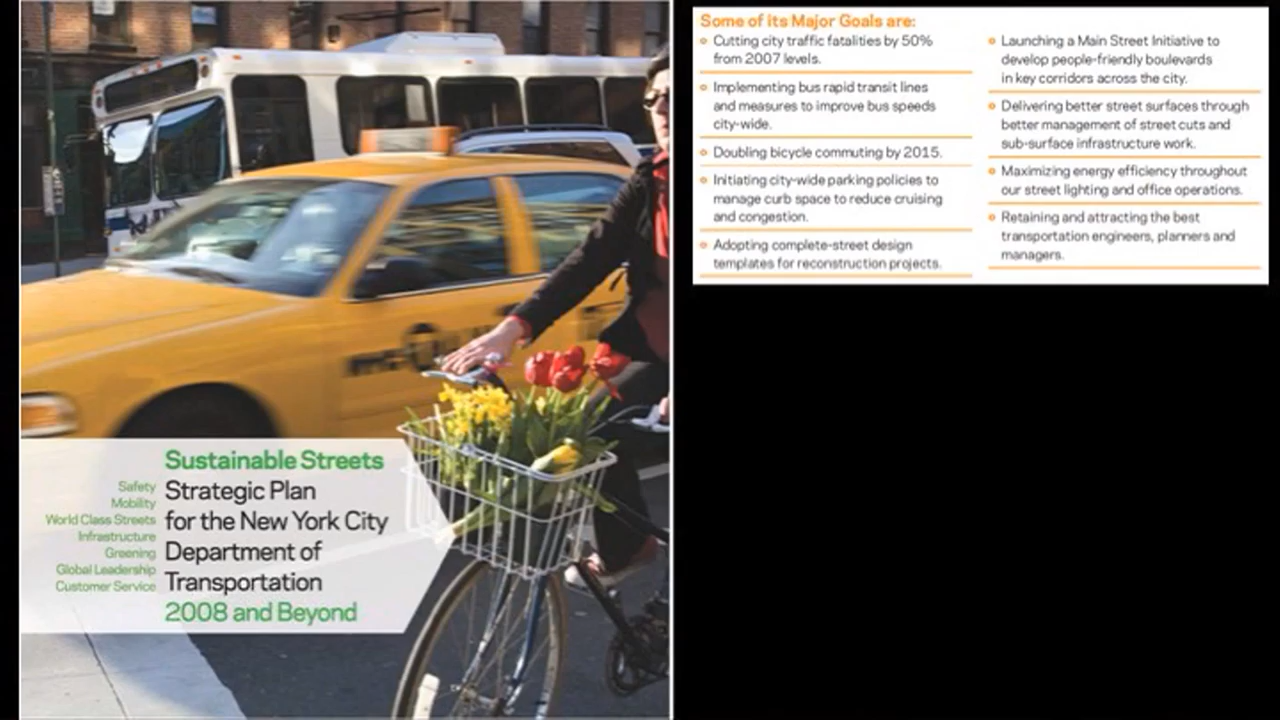 Sustainable Streets
Safety
Mobility
World Class Streets
Infrastructure
Greening
Global Leadership
Customer Service
Strategic Plan
for the New York City
Department of
Transportation
2008 and Beyond
Some of its Major Goals are:
Cutting city traffic fatalities by 50%
from 2007 levels.
Implementing bus rapid transit lines
and measures to improve bus speeds
city-wide.
Doubling bicycle commuting by 2015.
Initiating city-wide parking policies to
manage curb space to reduce cruising
and congestion.
Adopting complete-street design
templates for reconstruction projects.
Launching a Main Street Initiative to
develop people-friendly boulevards
in key corridors across the city.
Delivering better street surfaces through
better management of street cuts and
sub-surface infrastructure work.
Maximizing energy efficiency throughout
our street lighting and office operations.
Retaining and attracting the best
transportation engineers, planners and
managers.